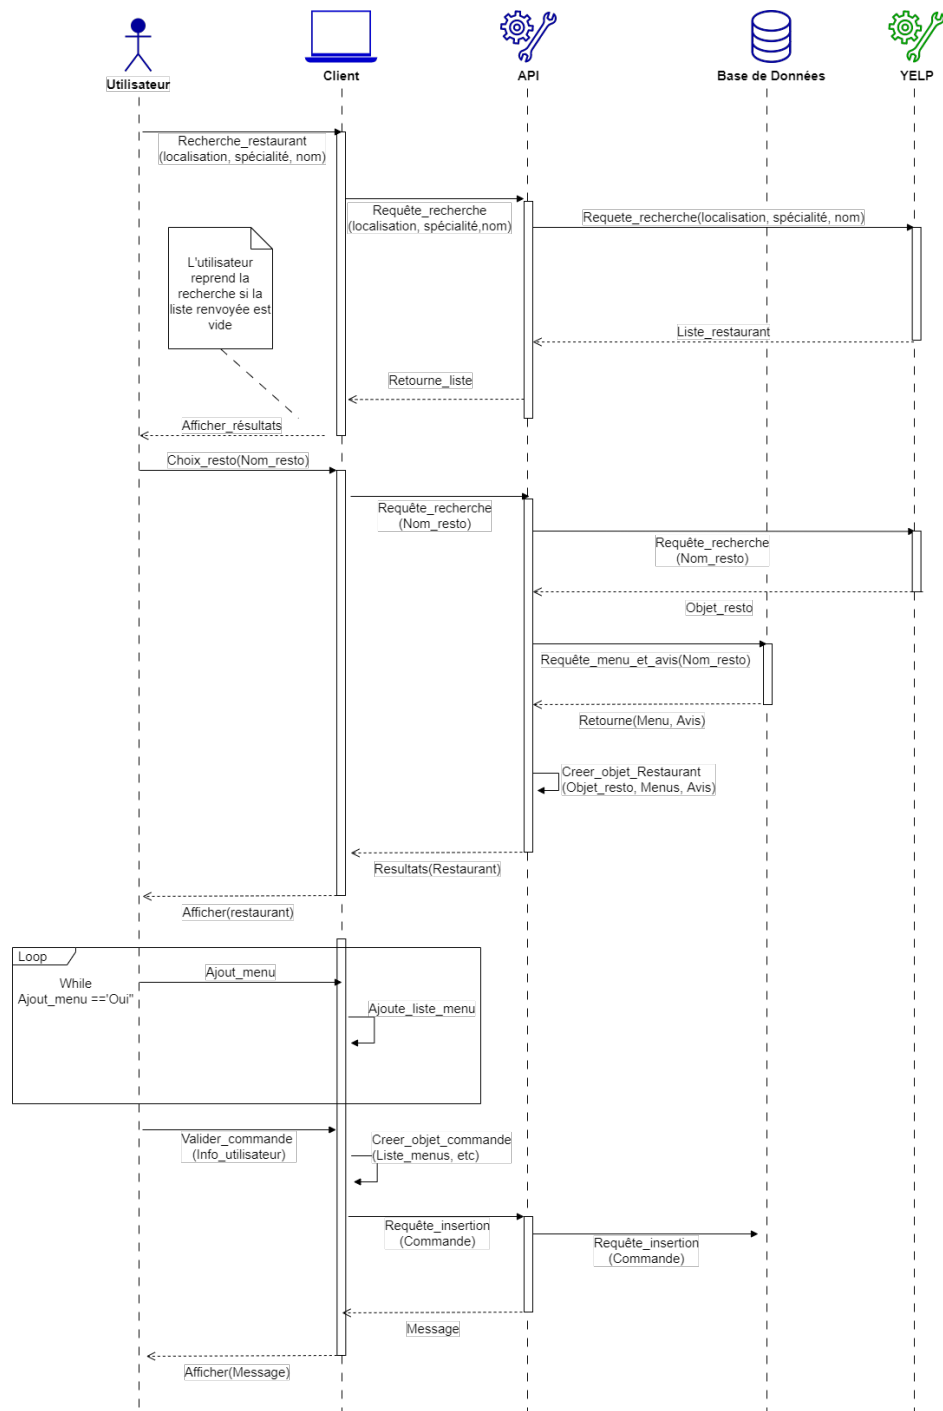 Utilisateur
Client
API
Base de Données
YELP
Recherche_restaurant
(localisation, spécialité, nom)
Requête_recherche
(localisation, spécialité,nom)
Requete_recherche(localisation, spécialité, nom)
L'utilisateur
reprend la
recherche si la
liste renvoyée est
vide
Liste_restaurant
Retourne_liste
Afficher_résultats
Choix_resto(Nom_resto)
Requête_recherche
(Nom_resto)
Requête_recherche
(Nom_resto)
Objet_resto
Requête_menu_et_avis(Nom_resto)
Retourne(Menu, Avis)
Creer_objet_Restaurant
(Objet_resto, Menus, Avis)
Resultats(Restaurant)
Afficher(restaurant)
Loop
While
Ajout_menu =='Oui"
Ajout_menu
Ajoute_liste_menu
Valider_commande
(Info_utilisateur)
Creer_objet_commande
(Liste_menus, etc)
Requête_insertion
(Commande)
Requête_insertion
(Commande)
Message
Afficher(Message)